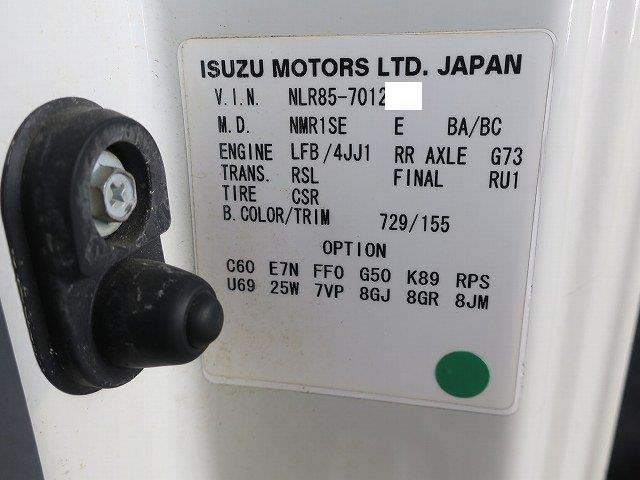 ISUZU MOTORS LTD. JAPAN
V.I.N. NLR85-7012
M.D. NMR1SE E BA/BC
ENGINE LFB/4JJ1 RR AXLE G73
TRANS. RSL FINAL RU1
TIRE CSR
B.COLOR/TRIM 729/155
OPTION
C60 E7N FF0 G50 K89 RPS
U69 25W 7VP 8GJ 8GR 8JM